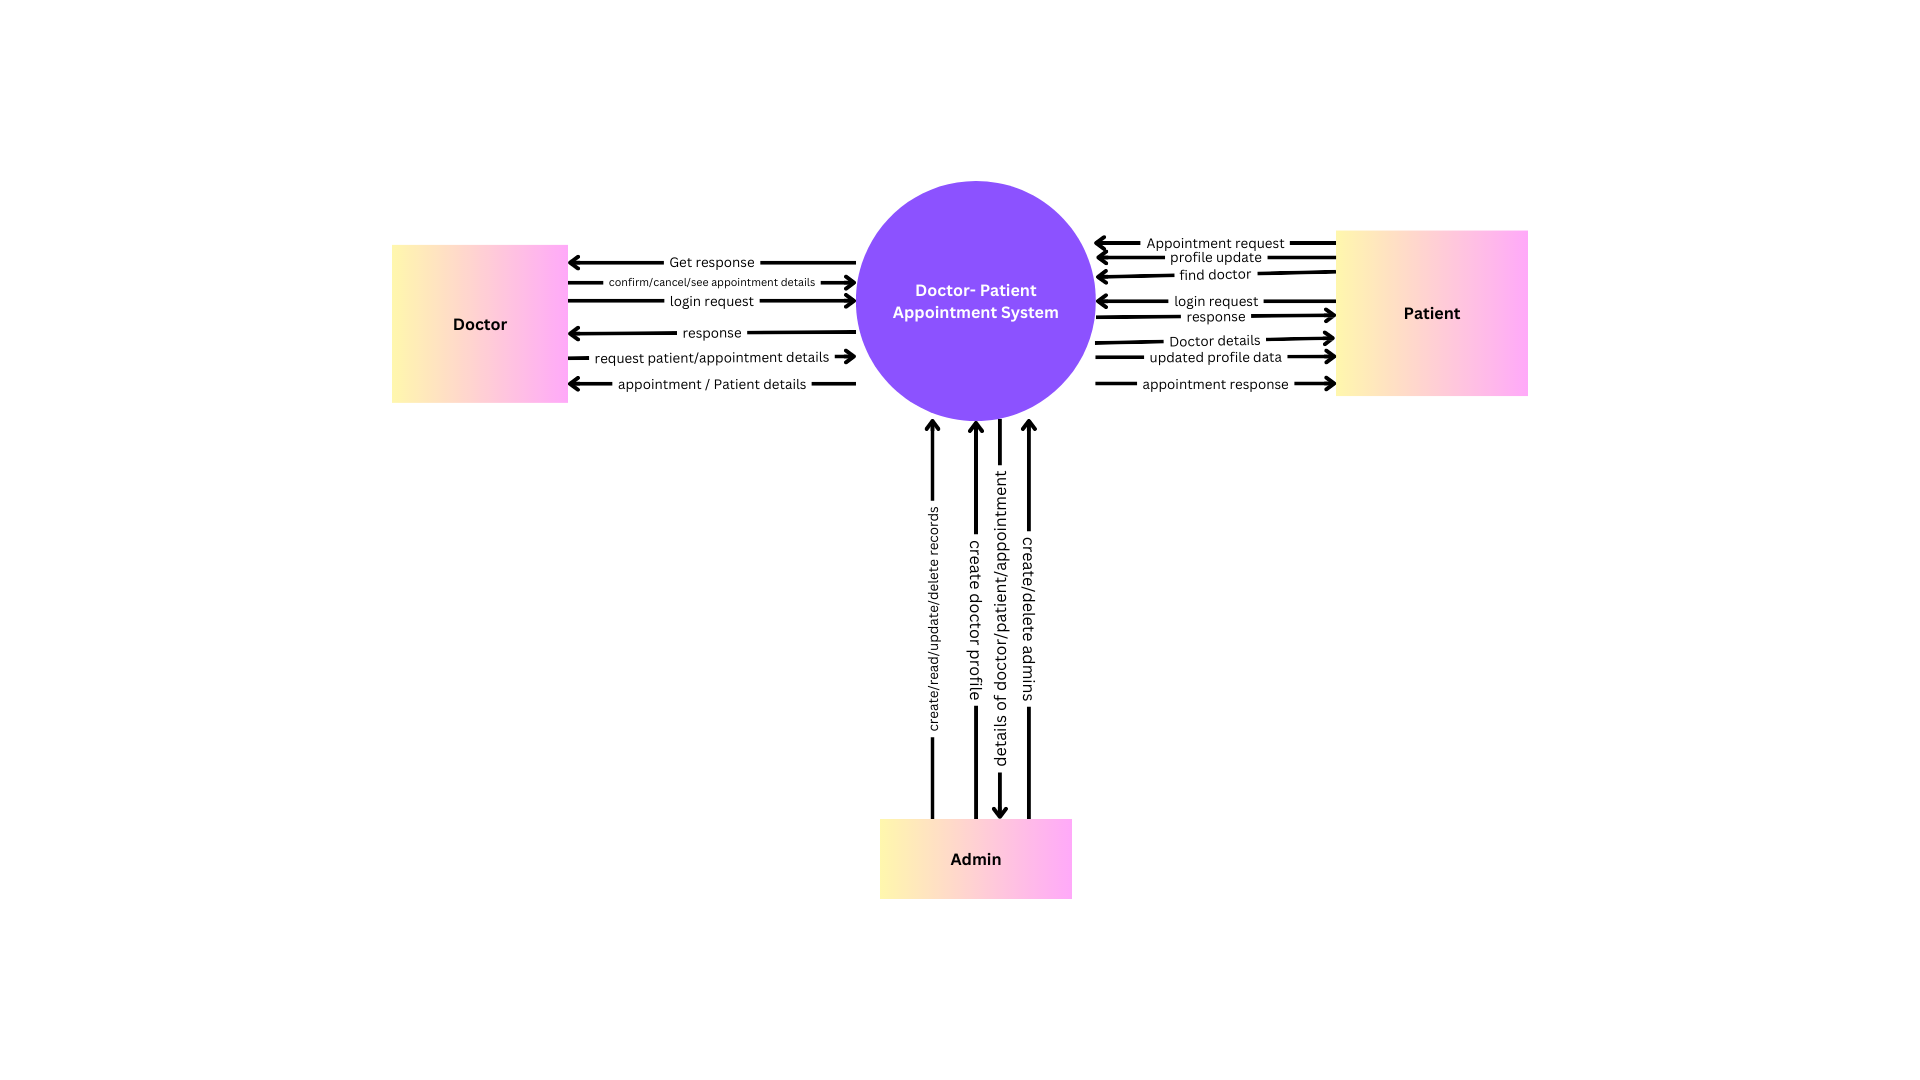 Doctor
Get response
confirm/cancel/see appointment details
login request
response
request patient/appointment details
appointment / Patient details
Doctor- Patient
Appointment System
Appointment request
profile update
find doctor
login request
response
Doctor details
updated profile data
appointment response
Patient
create/read/update/delete records
create doctor profile
details of doctor/patient/appointment
create/delete admins
Admin